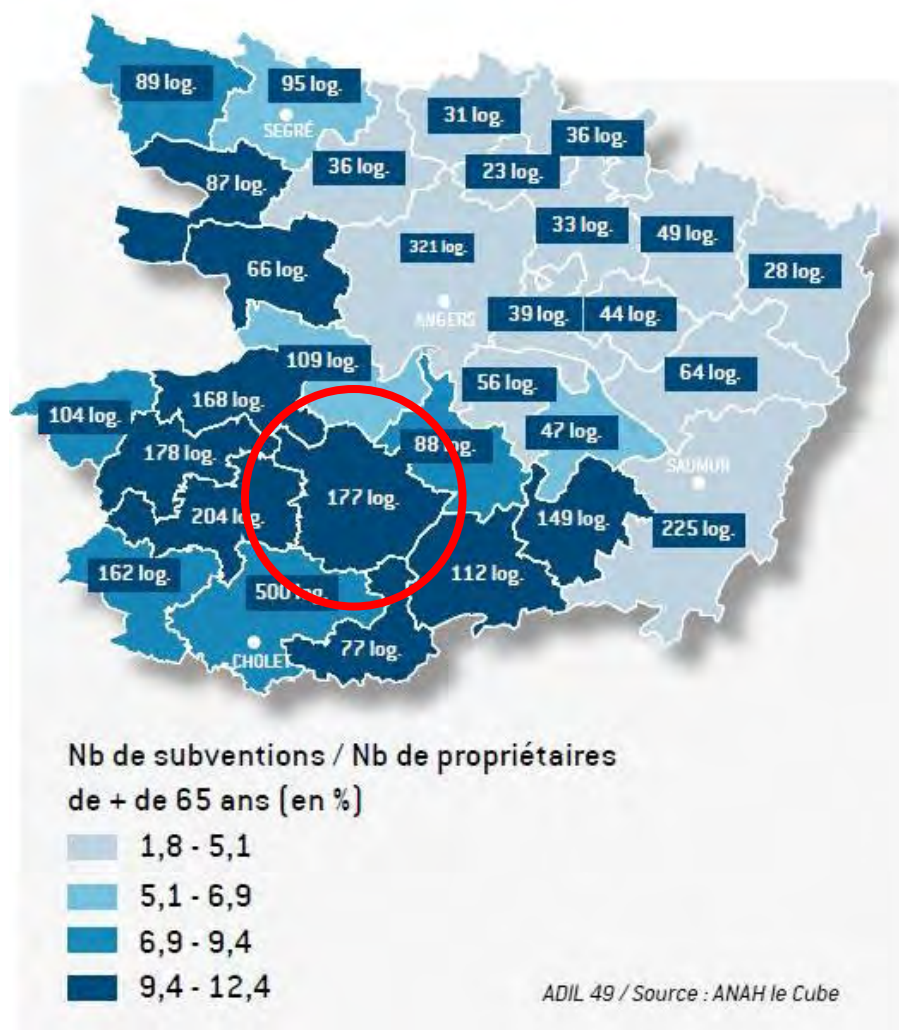 89 log.
95 log.
SEGRÉ
31 log.
36 log.
36 log.
23 log.
87 log.
33 log.
49 log.
321 log.
66 log.
28 log.
ANGERS
39 log.
44 log.
109 log.
64 log.
56 log.
168 log.
104 log.
88 log.
47 log.
178 log.
SAUMUR
177 log.
204 log.
149 log.
225 log.
162 log.
112 log.
500 log.
77 log.
CHOLET
Nb de subventions / Nb de propriétaires
de + de 65 ans (en %)
1,8 - 5,1
5,1 - 6,9
6,9 - 9,4
9,4 - 12,4
ADIL 49 / Source : ANAH le Cube